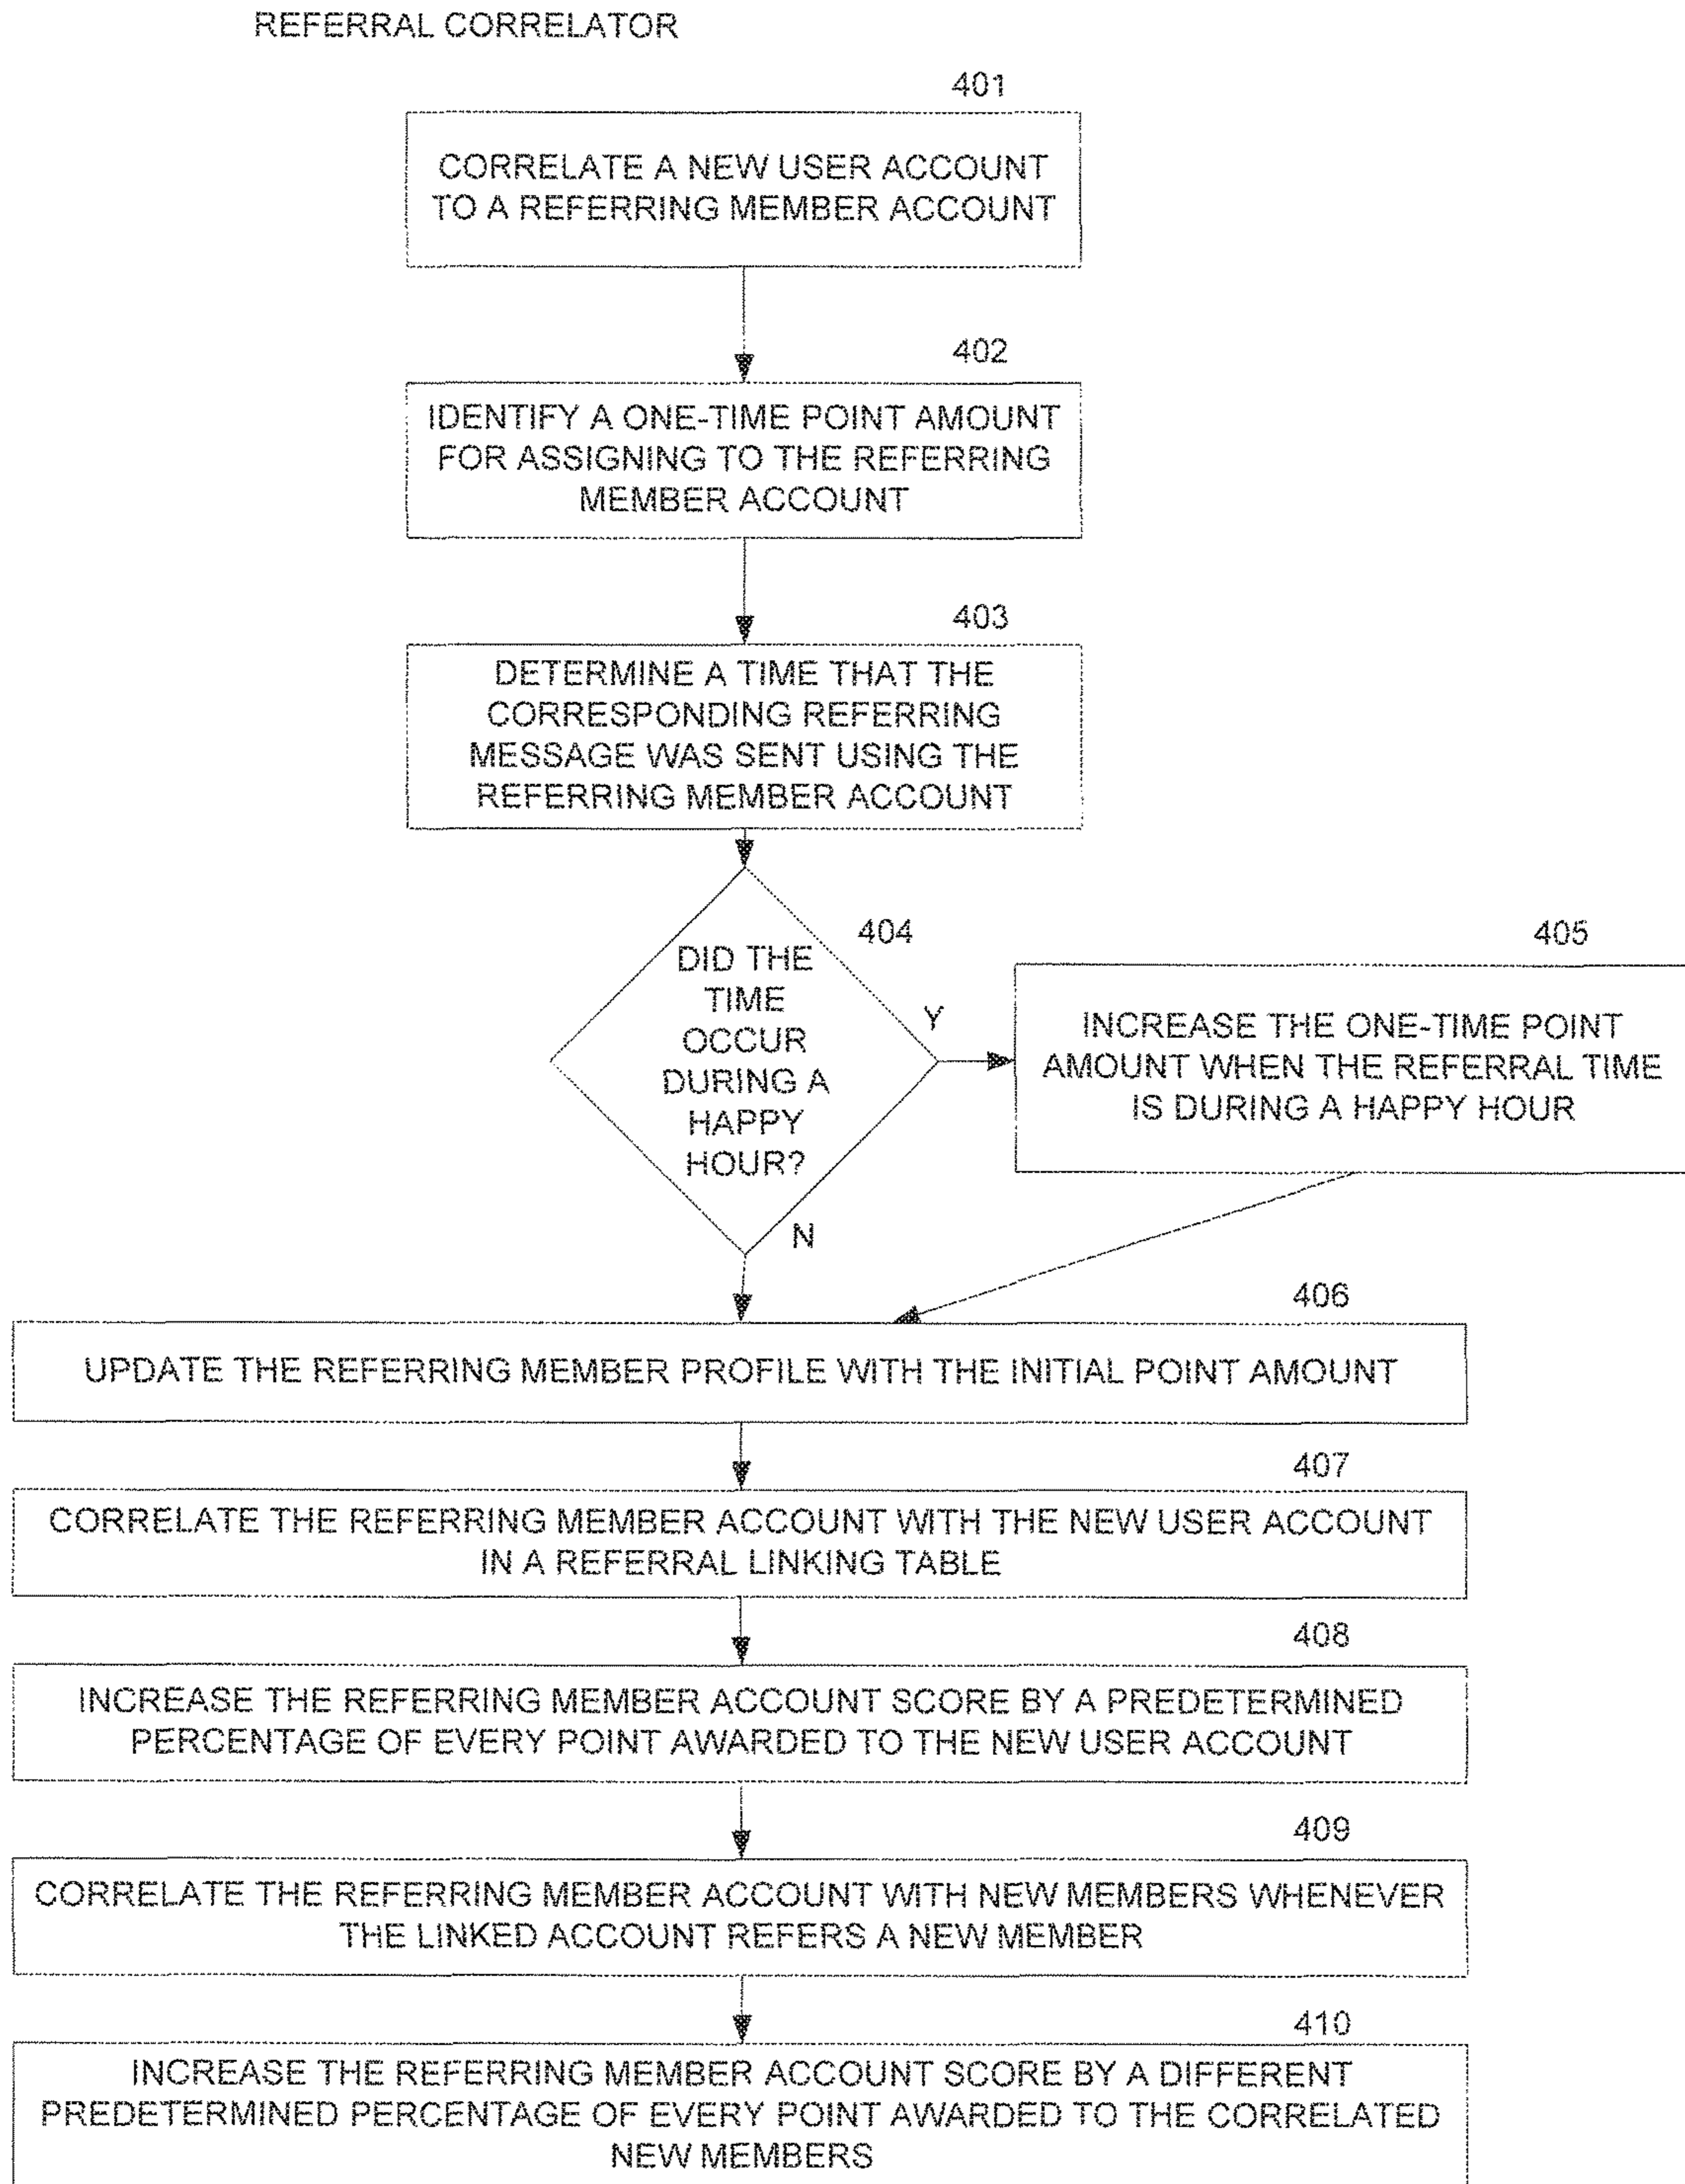 REFERRAL CORRELATOR
401
CORRELATE A NEW USER ACCOUNT
TO A REFERRING MEMBER ACCOUNT
402
IDENTIFY A ONE-TIME POINT AMOUNT
FOR ASSIGNING TO THE REFERRING
MEMBER ACCOUNT
403
DETERMINE A TIME THAT THE
CORRESPONDING REFERRING
MESSAGE WAS SENT USING THE
REFERRING MEMBER ACCOUNT
404
DID THE
TIME
OCCUR
DURING A
HAPPY
HOUR?
Y
N
405
INCREASE THE ONE-TIME POINT
AMOUNT WHEN THE REFERRAL TIME
IS DURING A HAPPY HOUR
406
UPDATE THE REFERRING MEMBER PROFILE WITH THE INITIAL POINT AMOUNT
407
CORRELATE THE REFERRING MEMBER ACCOUNT WITH THE NEW USER ACCOUNT
IN A REFERRAL LINKING TABLE
408
INCREASE THE REFERRING MEMBER ACCOUNT SCORE BY A PREDETERMINED
PERCENTAGE OF EVERY POINT AWARDED TO THE NEW USER ACCOUNT
409
CORRELATE THE REFERRING MEMBER ACCOUNT WITH NEW MEMBERS WHENEVER
THE LINKED ACCOUNT REFERS A NEW MEMBER
410
INCREASE THE REFERRING MEMBER ACCOUNT SCORE BY A DIFFERENT
PREDETERMINED PERCENTAGE OF EVERY POINT AWARDED TO THE CORRELATED
NEW MEMBERS